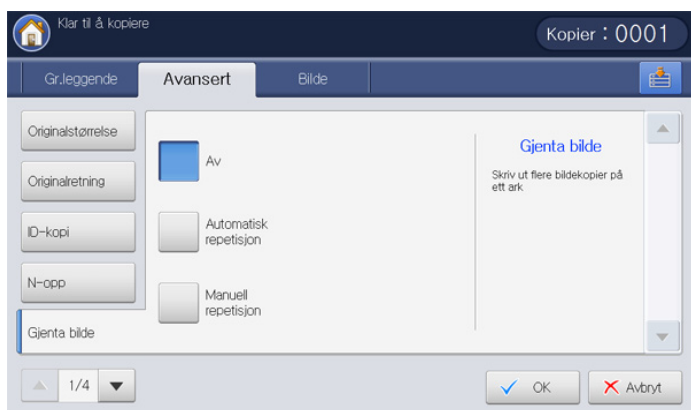 Klar til å kopiere
Kopier : 0001
Gr.leggende
Avansert
Bilde
Originalstørrelse
Originalretning
ID-kopi
N-opp
Gjenta bilde
Av
Automatisk
repetisjon
Manuell
repetisjon
Gjenta bilde
Skriv ut flere bildekopier på
ett ark
1/4
OK
Avbryt